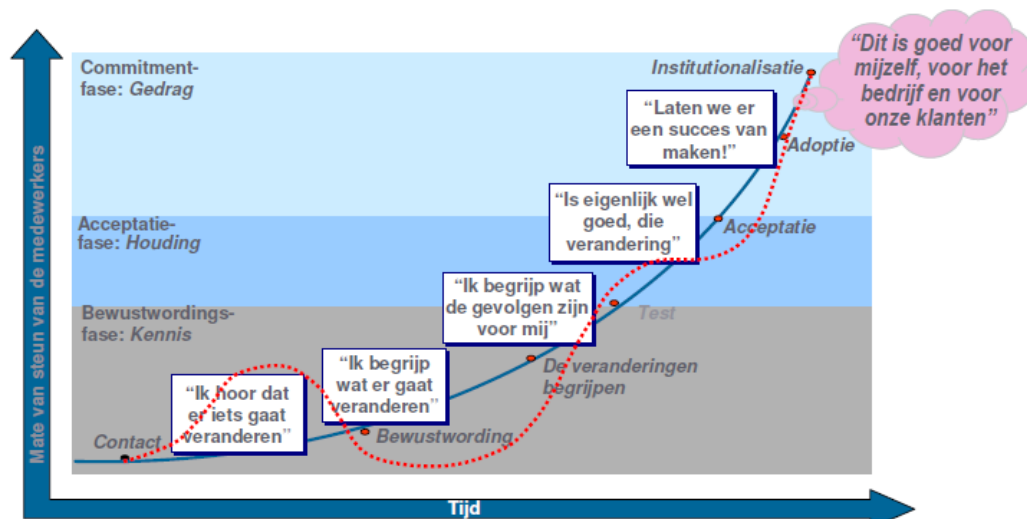 Mate van steun van de medewerkers
Commitment-
fase: Gedrag
Institutionalisatie
“Dit is goed voor
mijzelf, voor het
bedrijf en voor
onze klanten”
“Laten we er
een succes van
maken!”
Adoptie
“Is eigenlijk wel
goed, die
verandering”
Acceptatie-
fase: Houding
Acceptatie
“Ik begrijp wat
de gevolgen zijn
voor mij”
Test
Bewustwordings-
fase: Kennis
“Ik begrijp
wat er gaat
veranderen”
De veranderingen
begrijpen
“Ik hoor dat
er iets gaat
veranderen”
Contact
Bewustwording
Tijd